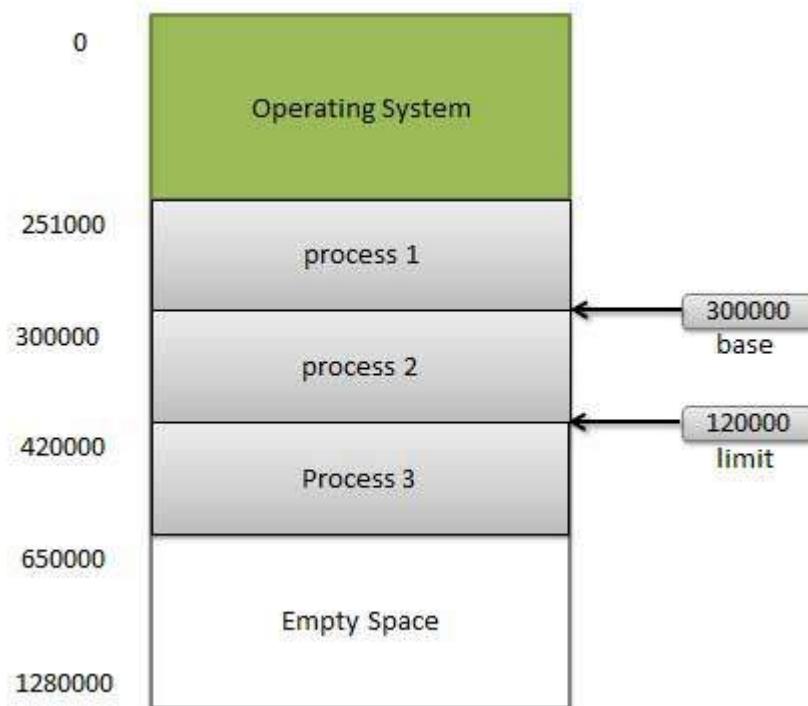 0
Operating System
251000
process 1
300000
base
300000
process 2
120000
limit
420000
Process 3
650000
Empty Space
1280000